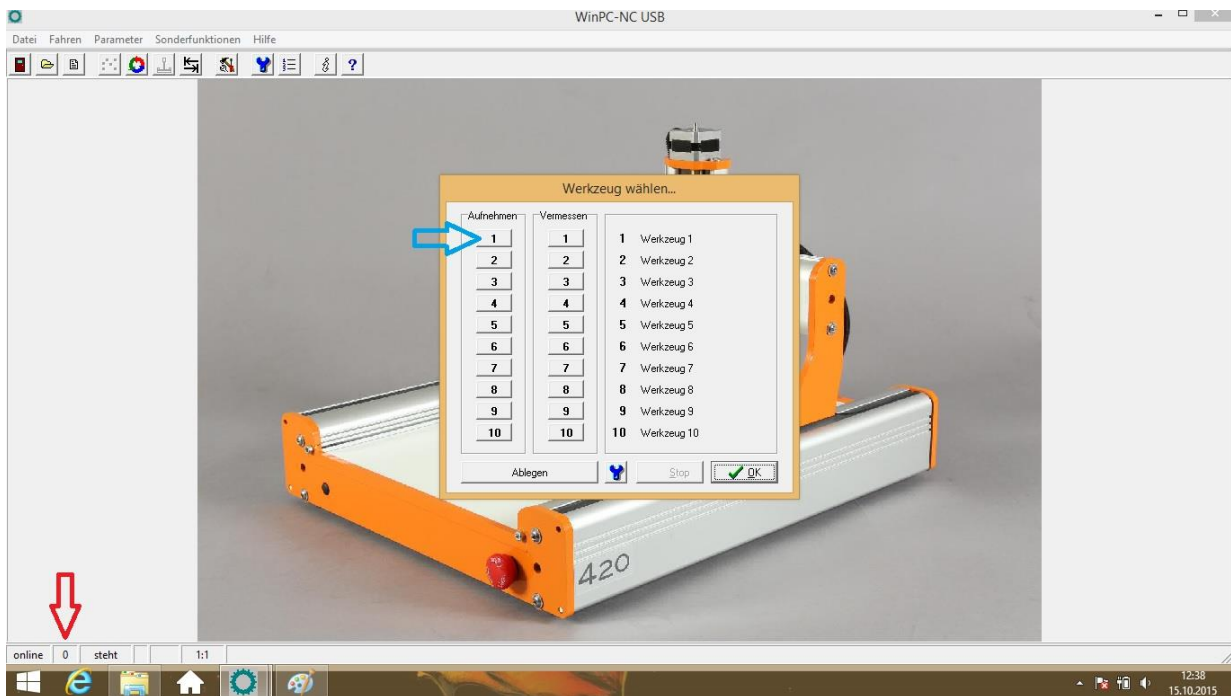 WinPC-NC USB
Datei Fahren Parameter Sonderfunktionen Hilfe
?
Werkzeug wählen...
Aufnehmen Vermessen
1 1 1 Werkzeug 1
2 2 2 Werkzeug 2
3 3 3 Werkzeug 3
4 4 4 Werkzeug 4
5 5 5 Werkzeug 5
6 6 6 Werkzeug 6
7 7 7 Werkzeug 7
8 8 8 Werkzeug 8
9 9 9 Werkzeug 9
10 10 10 Werkzeug 10
Ablegen Stop OK
420
online 0 steht 1:1
12:38
15.10.2015